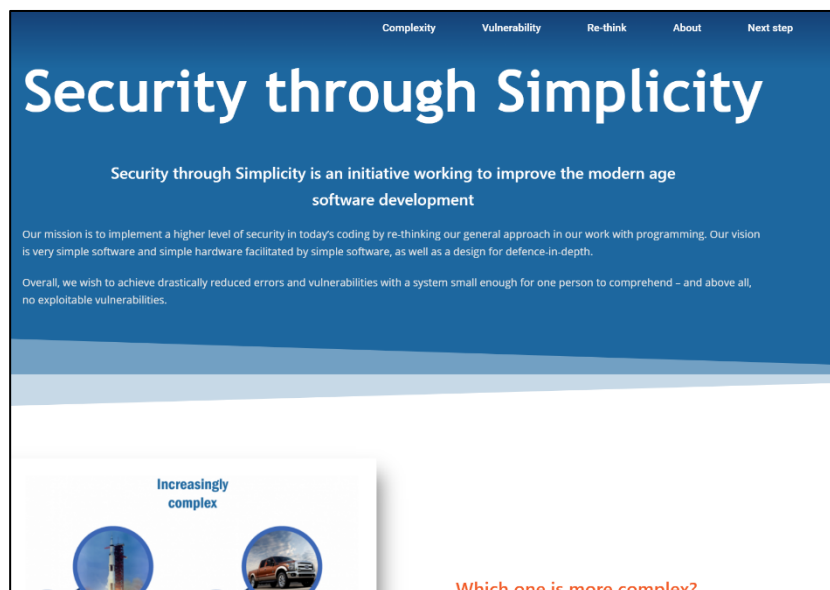 Complexity Vulnerability Re-think About Next step
Security through Simplicity
Security through Simplicity is an initiative working to improve the modern age
software development
Our mission is to implement a higher level of security in today's coding by re-thinking our general approach in our work with programming. Our vision
is very simple software and simple hardware facilitated by simple software, as well as a design for defence-in-depth.
Overall, we wish to achieve drastically reduced errors and vulnerabilities with a system small enough for one person to comprehend – and above all,
no exploitable vulnerabilities.
Increasingly
complex
Which one is more complex?